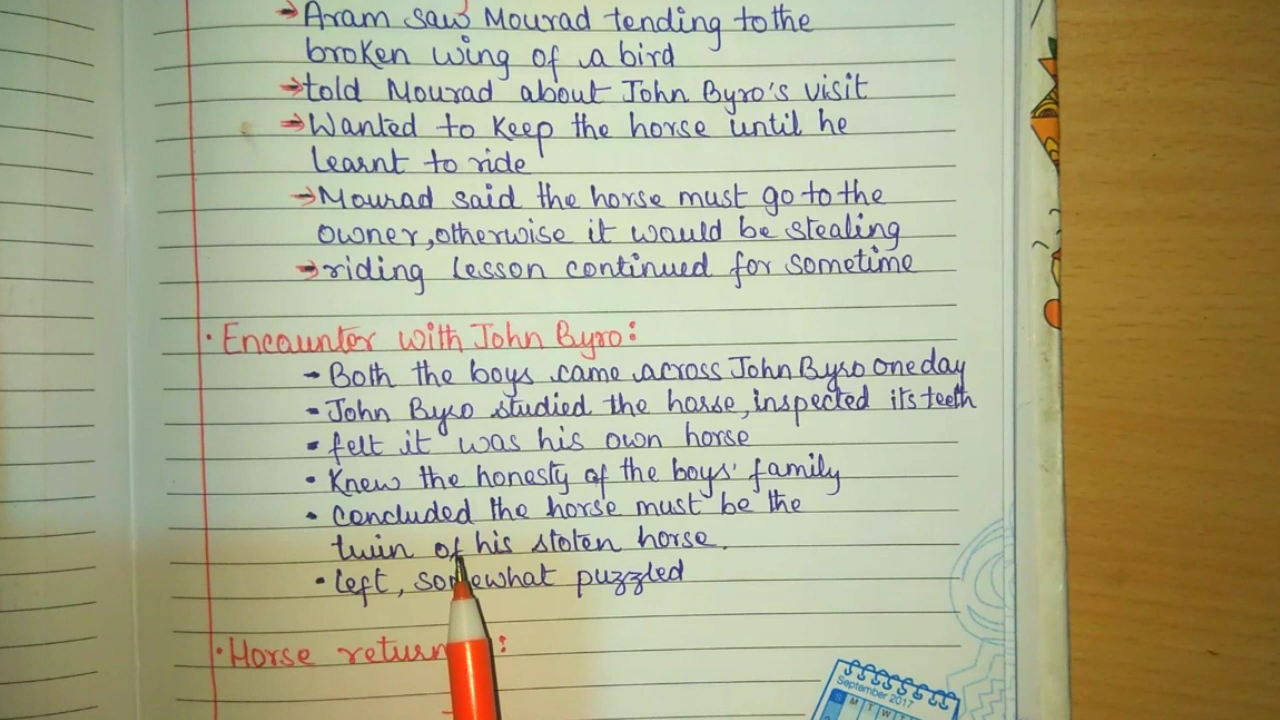 →Aram saw Mourad tending to the
broken wing of a bird
→told Mourad about John Byro's visit
→Wanted to keep the horse until he
learnt to ride
→Mourad said the horse must go to the
owner, otherwise it would be stealing
→riding lesson continued for sometime
· Encounter with John Byro:
- Both the boys came across John Byro one day
- John Byro studied the horse, inspected its teeth
- felt it was his own horse
• Knew the honesty of the boys' family
• concluded the horse must be the
twin of his stolen horse.
• left, somewhat puzzled
· Horse return :
September 2017
M T W